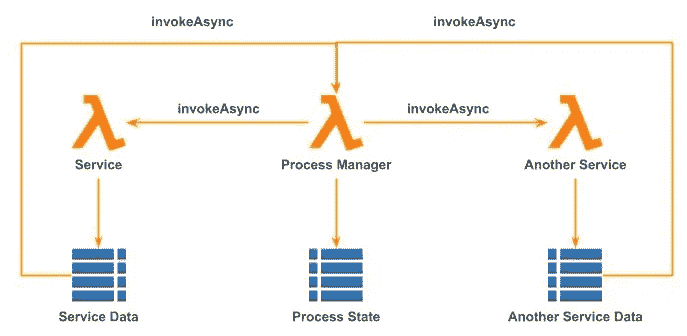 invokeAsync
invokeAsync
invokeAsync
invokeAsync
Service
Process Manager
Another Service
Service Data
Process State
Another Service Data